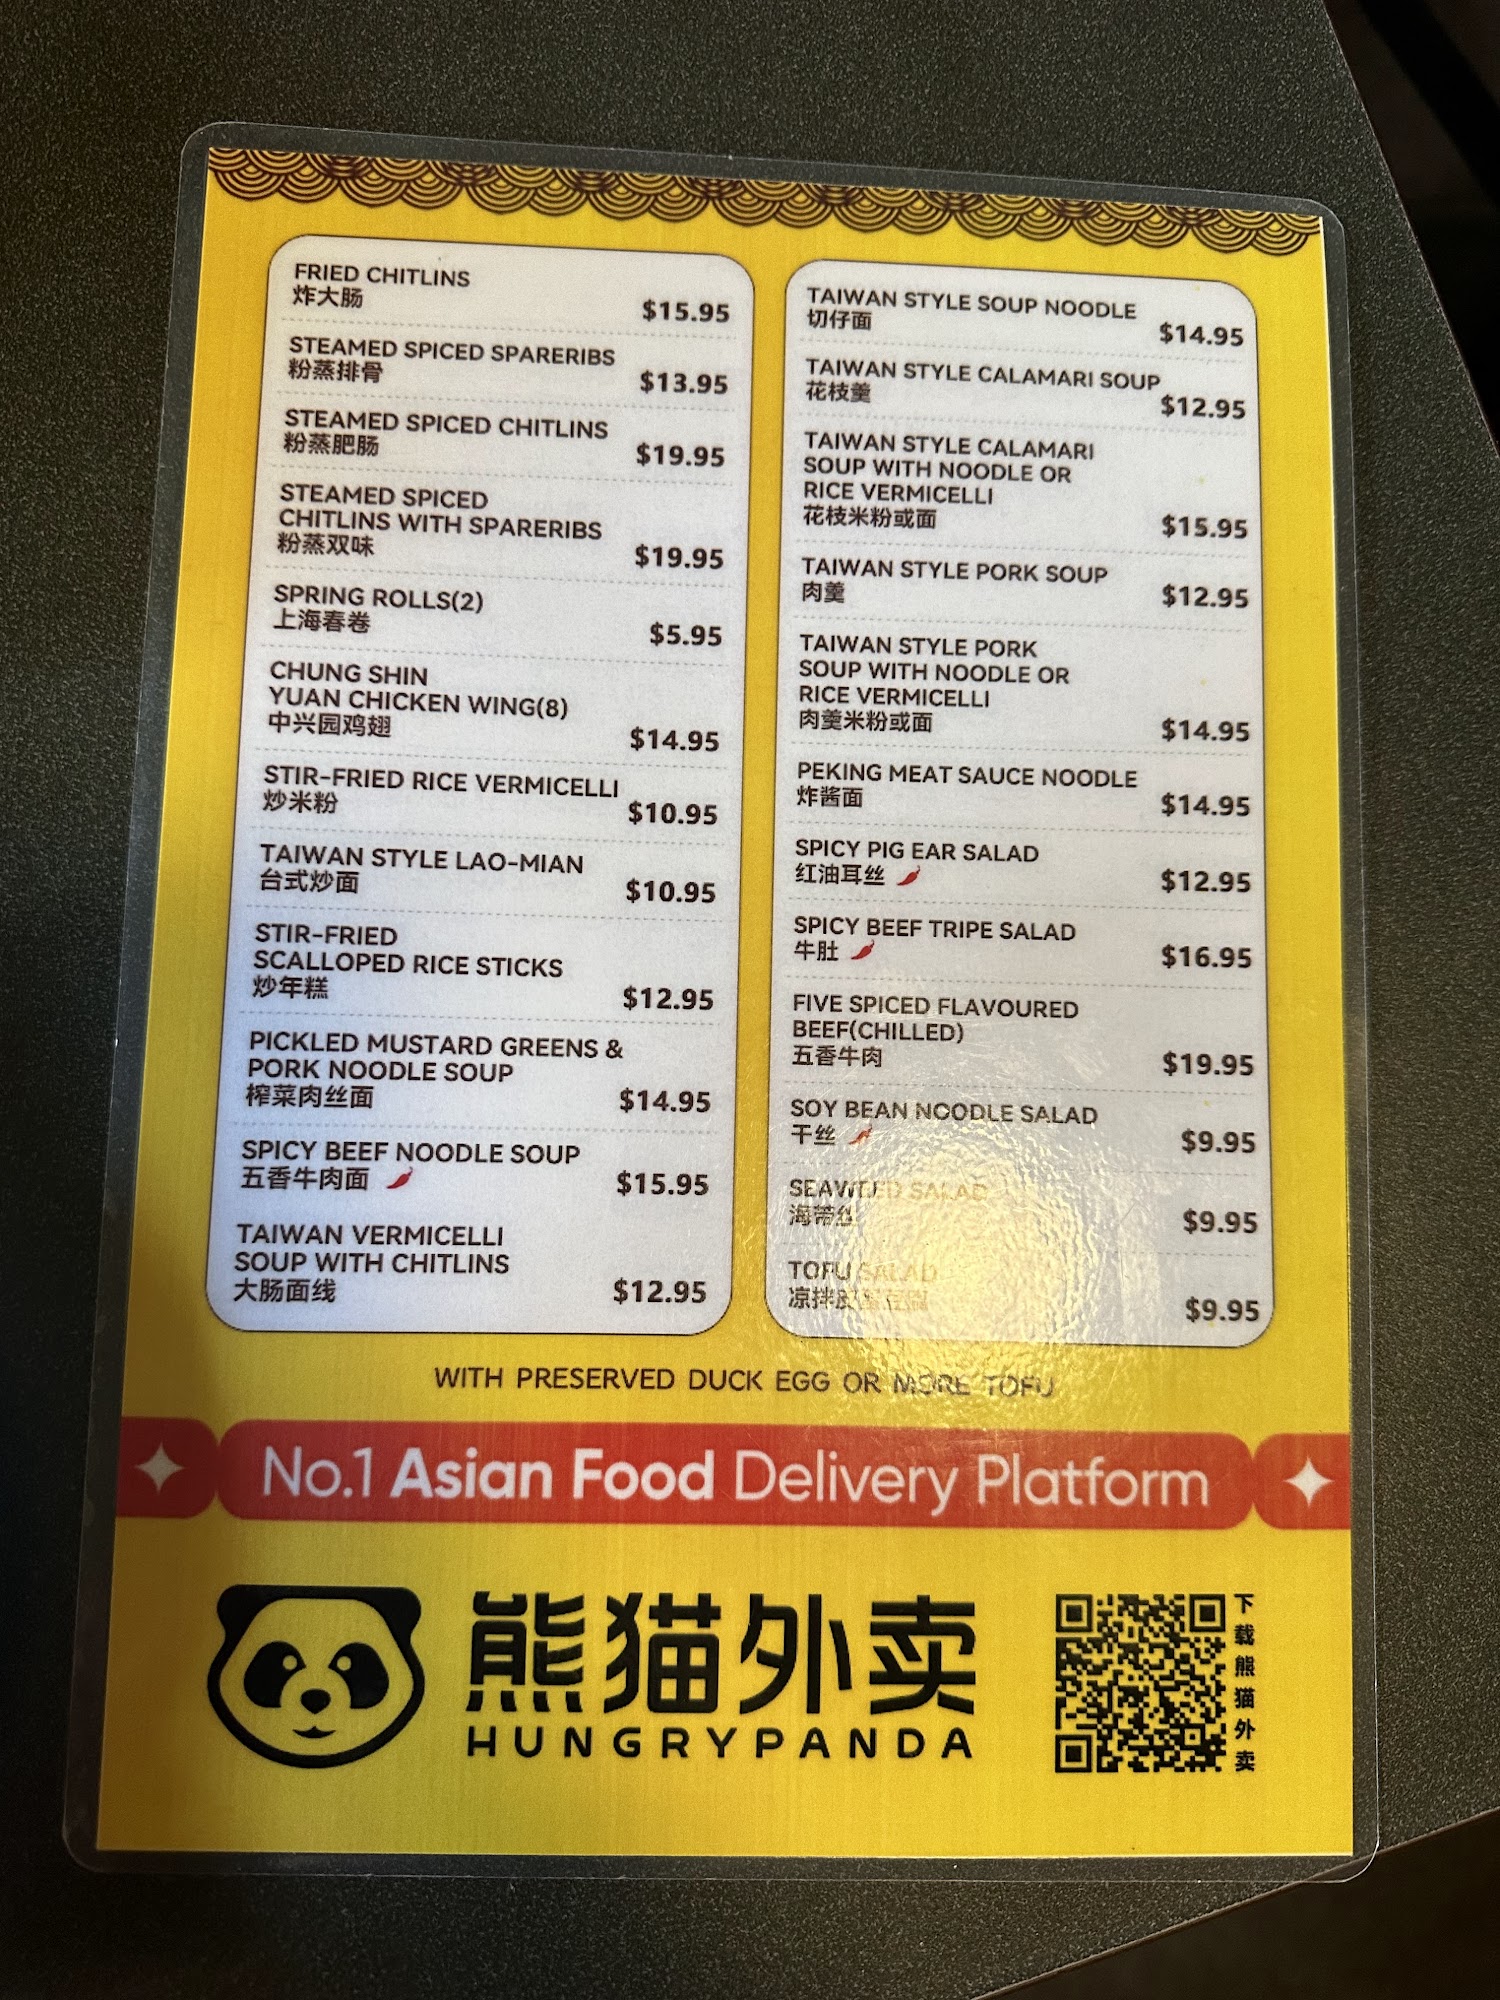 FRIED CHITLINS
炸大肠
$15.95
STEAMED SPICED SPARERIBS
粉蒸排骨
$13.95
STEAMED SPICED CHITLINS
粉蒸肥肠
$19.95
STEAMED SPICED
CHITLINS WITH SPARERIBS
粉蒸双味
$19.95
SPRING ROLLS(2)
上海春卷
$5.95
CHUNG SHIN
YUAN CHICKEN WING(8)
中兴园鸡翅
$14.95
STIR-FRIED RICE VERMICELLI
炒米粉
$10.95
TAIWAN STYLE LAO-MIAN
台式炒面
$10.95
STIR-FRIED
SCALLOPED RICE STICKS
炒年糕
$12.95
PICKLED MUSTARD GREENS &
PORK NOODLE SOUP
榨菜肉丝面
$14.95
SPICY BEEF NOODLE SOUP
五香牛肉面
$15.95
TAIWAN VERMICELLI
SOUP WITH CHITLINS
大肠面线
$12.95
TAIWAN STYLE SOUP NOODLE
切仔面
$14.95
TAIWAN STYLE CALAMARI SOUP
花枝羹
$12.95
TAIWAN STYLE CALAMARI
SOUP WITH NOODLE OR
RICE VERMICELLI
花枝米粉或面
$15.95
TAIWAN STYLE PORK SOUP
肉羹
$12.95
TAIWAN STYLE PORK
SOUP WITH NOODLE OR
RICE VERMICELLI
肉羹米粉或面
$14.95
PEKING MEAT SAUCE NOODLE
炸酱面
$14.95
SPICY PIG EAR SALAD
红油耳丝
$12.95
SPICY BEEF TRIPE SALAD
牛肚
$16.95
FIVE SPICED FLAVOURED
BEEF(CHILLED)
五香牛肉
$19.95
SOY BEAN NOODLE SALAD
干丝
$9.95
SEAWEED SALAD
海蒂丝
$9.95
TOFU SALAD
凉拌皮蛋豆腐
$9.95
WITH PRESERVED DUCK EGG OR MORE TOFU
No.1 Asian Food Delivery Platform
熊猫外卖
HUNGRYPANDA
下载熊猫外卖